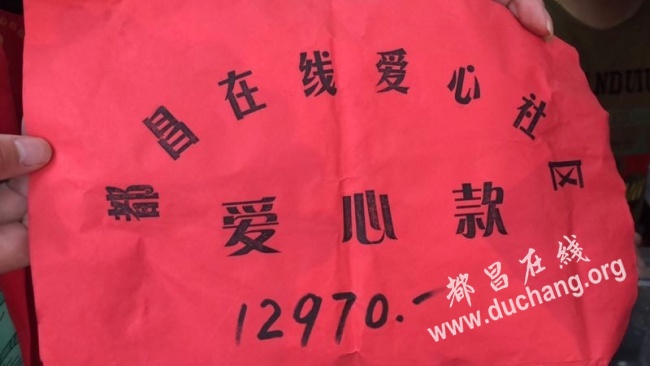 都昌在线爱心社区
爱心款
12970.-
都昌在线
www.duchang.org